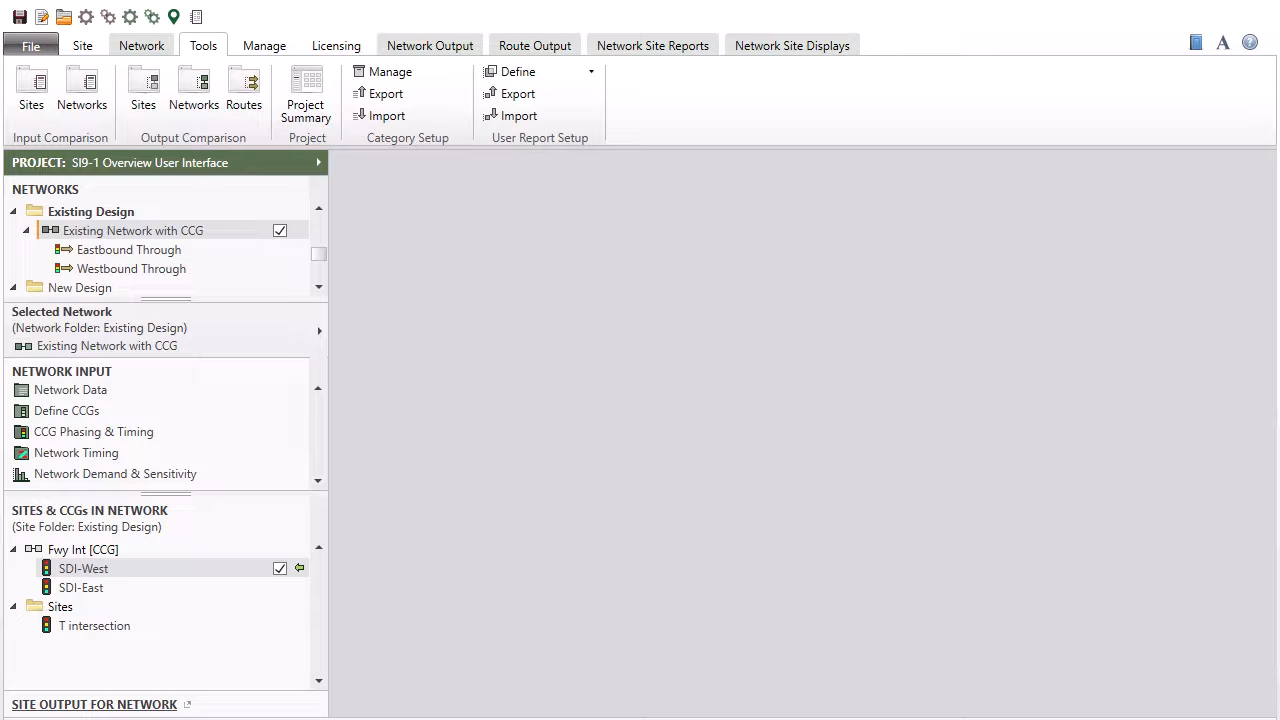 File Site Network Tools Manage Licensing Network Output Route Output Network Site Reports Network Site Displays
Sites Networks
Input Comparison
Sites Networks Routes
Output Comparison
Project
Summary
Project
Manage
Export
Import
Category Setup
Define
Export
Import
User Report Setup
PROJECT: SI9-1 Overview User Interface
NETWORKS
Existing Design
Existing Network with CCG
Eastbound Through
Westbound Through
New Design
Selected Network
(Network Folder: Existing Design)
Existing Network with CCG
NETWORK INPUT
Network Data
Define CCGs
CCG Phasing & Timing
Network Timing
Network Demand & Sensitivity
SITES & CCGs IN NETWORK
(Site Folder: Existing Design)
Fwy Int [CCG]
SDI-West
SDI-East
Sites
T intersection
SITE OUTPUT FOR NETWORK